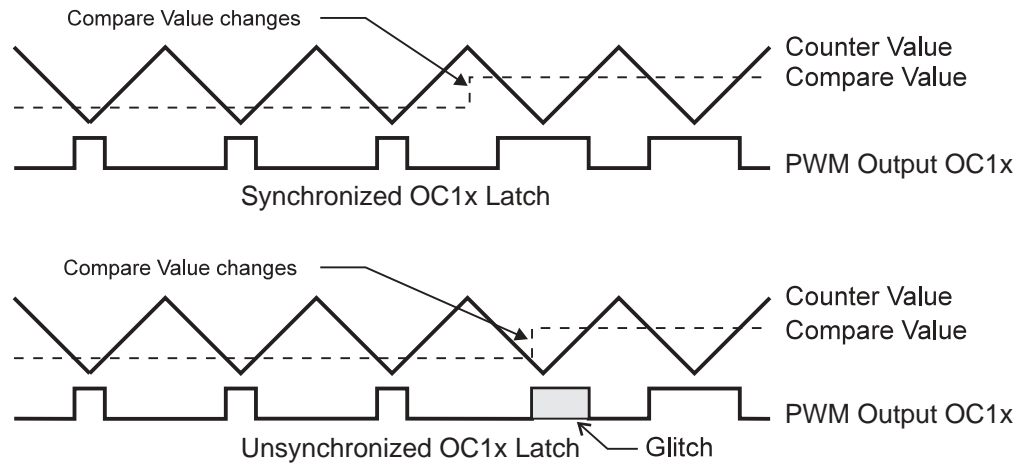 Compare Value changes
Counter Value
Compare Value
PWM Output OC1x
Synchronized OC1x Latch
Compare Value changes
Counter Value
Compare Value
PWM Output OC1x
Unsynchronized OC1x Latch
Glitch